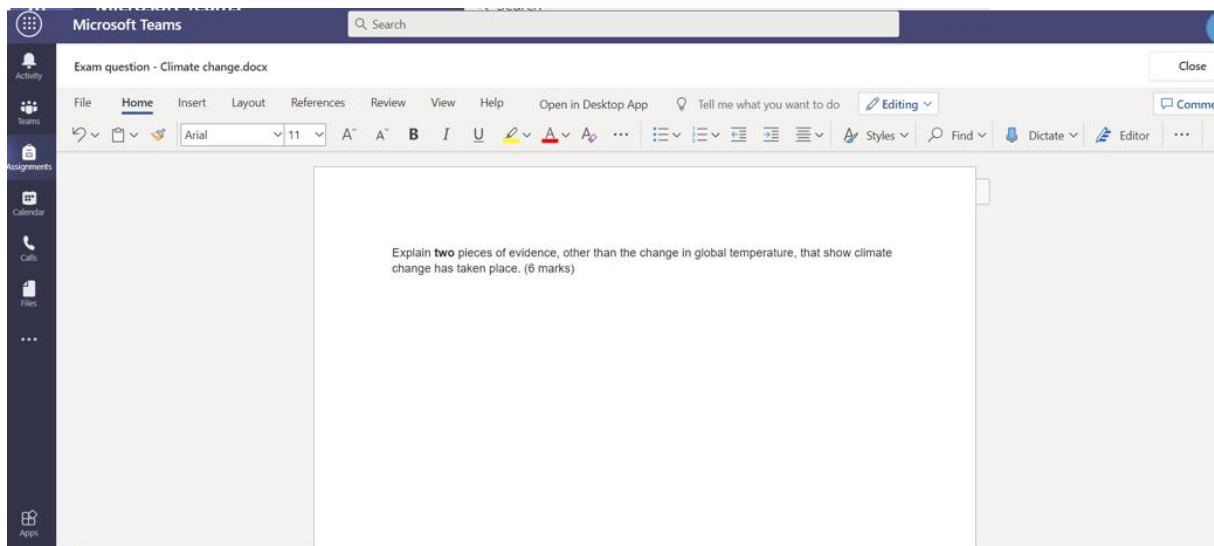 Microsoft Teams
Search
Activity
Teams
Assignments
Calendar
Calls
Files
Apps
Exam question - Climate change.docx
Close
File Home Insert Layout References Review View Help Open in Desktop App Tell me what you want to do Editing Comme
Arial 11 A A B I U A A Styles Find Dictate Editor
Explain two pieces of evidence, other than the change in global temperature, that show climate
change has taken place. (6 marks)